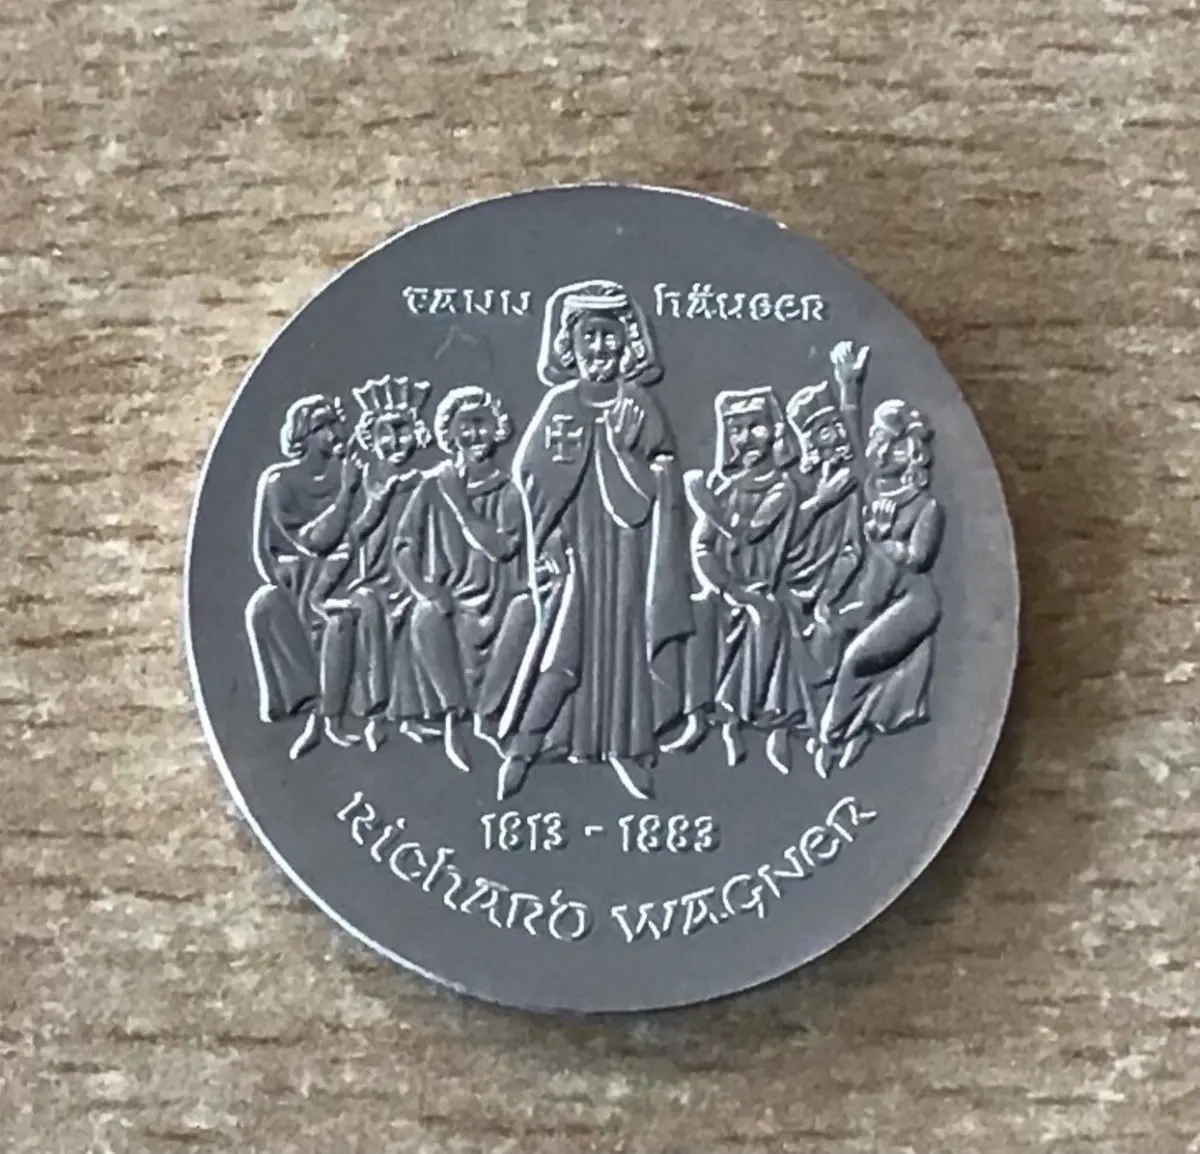 TANN HÄUSER
1813 - 1883
RICHARD WAGNER